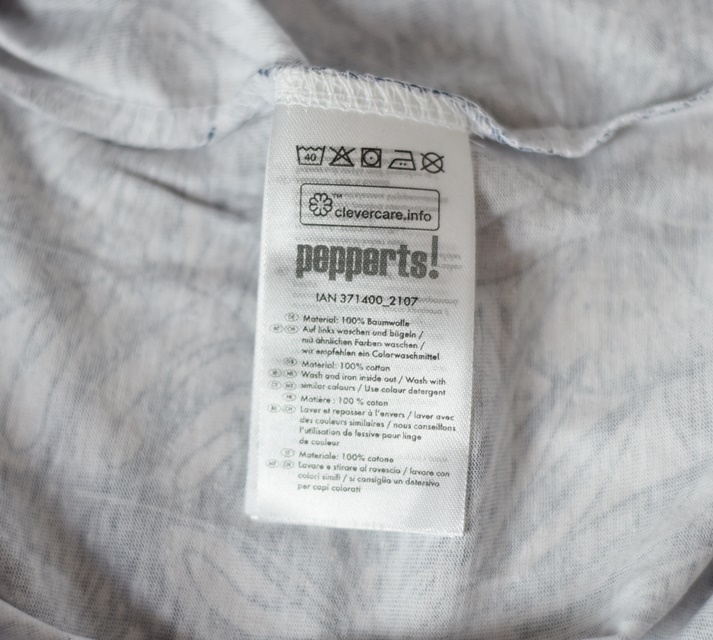 40
™
clevercare.info
pepperts!
IAN 371400_2107
Material: 100% Baumwolle
Auf links waschen und bügeln /
mit ähnlichen Farben waschen /
wir empfehlen ein Colorwaschmittel
Material: 100% cotton
Wash and iron inside out / Wash with
similar colours / Use colour detergent
Matière : 100 % coton
Laver et repasser à l'envers / laver avec
des couleurs similaires / nous conseillons
l'utilisation de lessive pour linge
de couleur
Materiale: 100% cotone
Lavare e stirare al rovescio / lavare con
colori simili / si consiglia un detersivo
per capi colorati